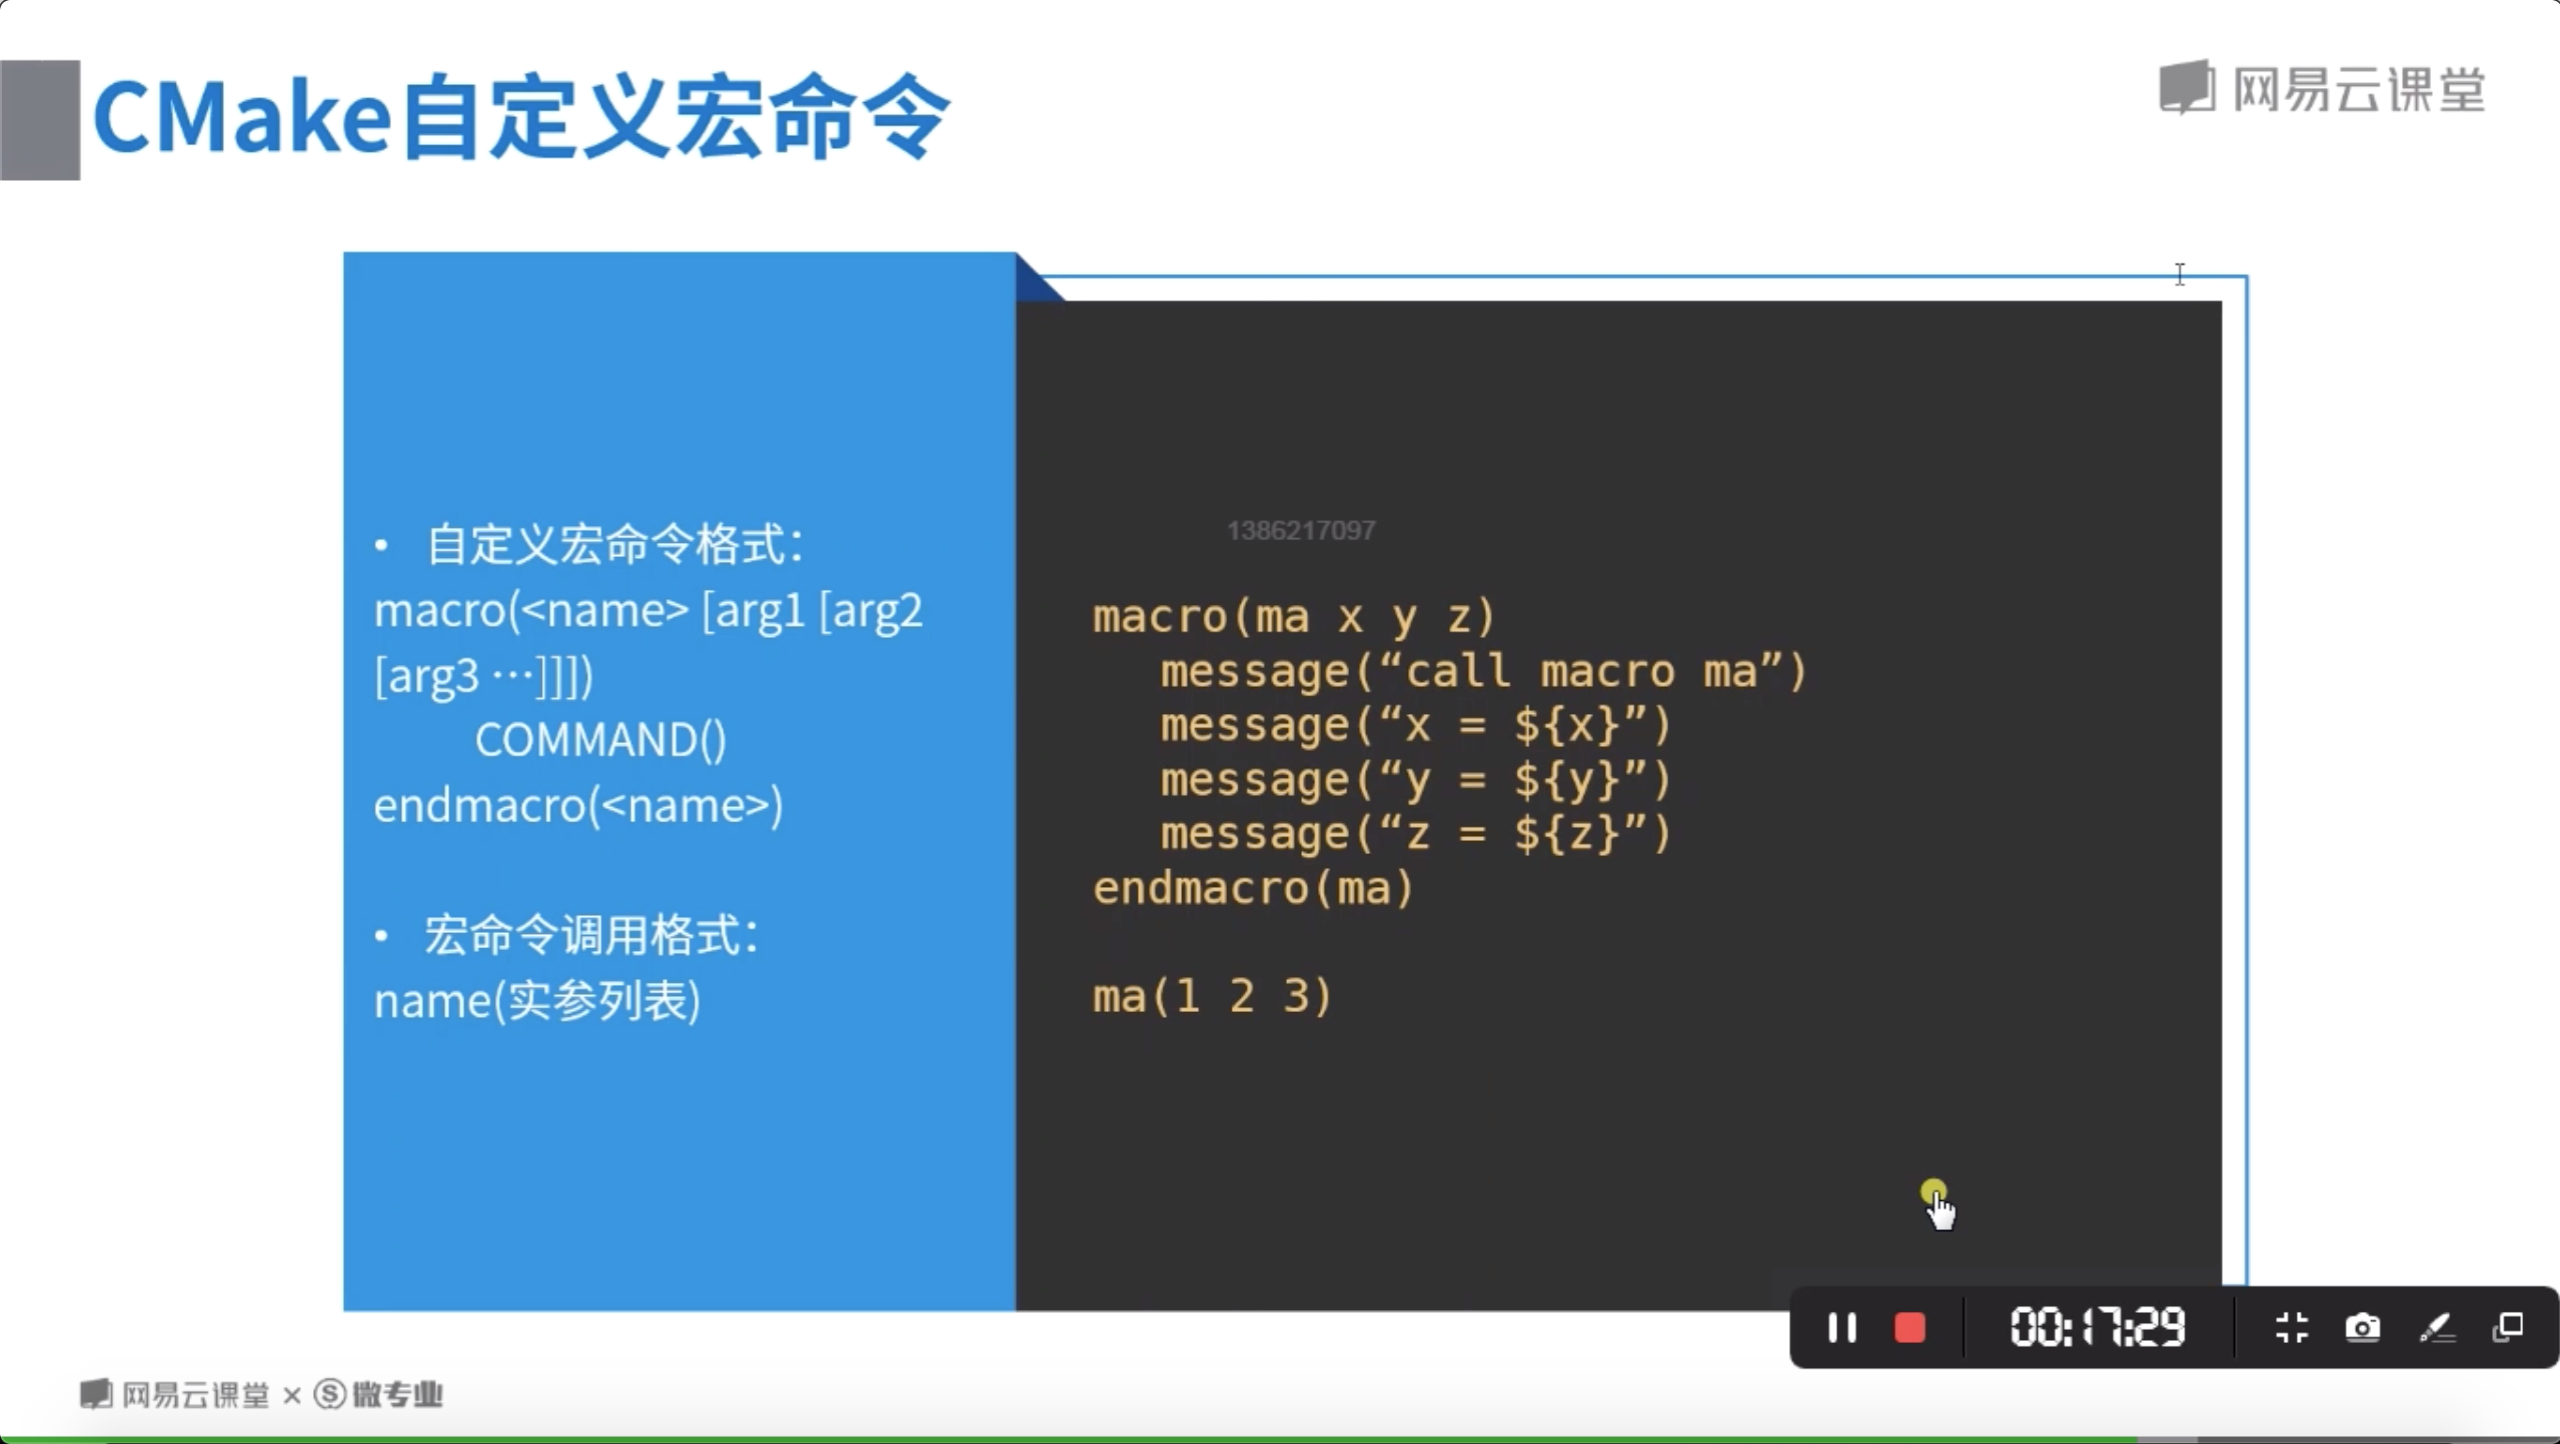 CMake自定义宏命令
网易云课堂
• 自定义宏命令格式：
macro(<name> [arg1 [arg2
[arg3 …]]])
COMMAND()
endmacro(<name>)
• 宏命令调用格式：
name(实参列表)
1386217097
macro(ma x y z)
message(“call macro ma”)
message(“x = ${x}”)
message(“y = ${y}”)
message(“z = ${z}”)
endmacro(ma)
ma(1 2 3)
00:17:29
网易云课堂 × Ⓢ微专业